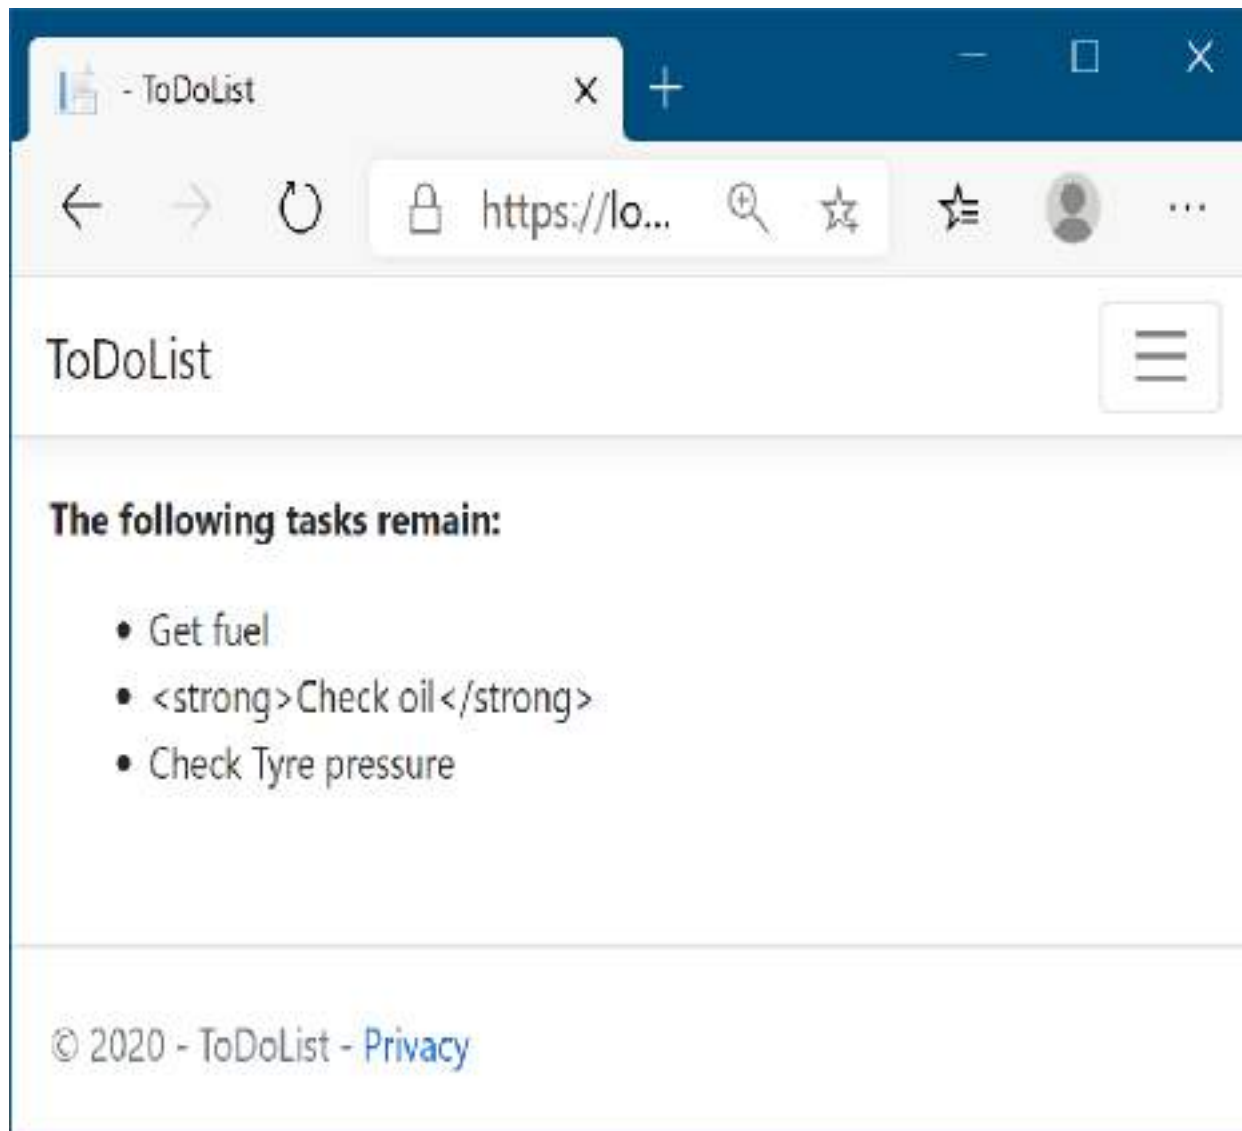 - ToDoList
https://lo...
ToDoList
The following tasks remain:
• Get fuel
• <strong>Check oil</strong>
• Check Tyre pressure
© 2020 - ToDoList - Privacy